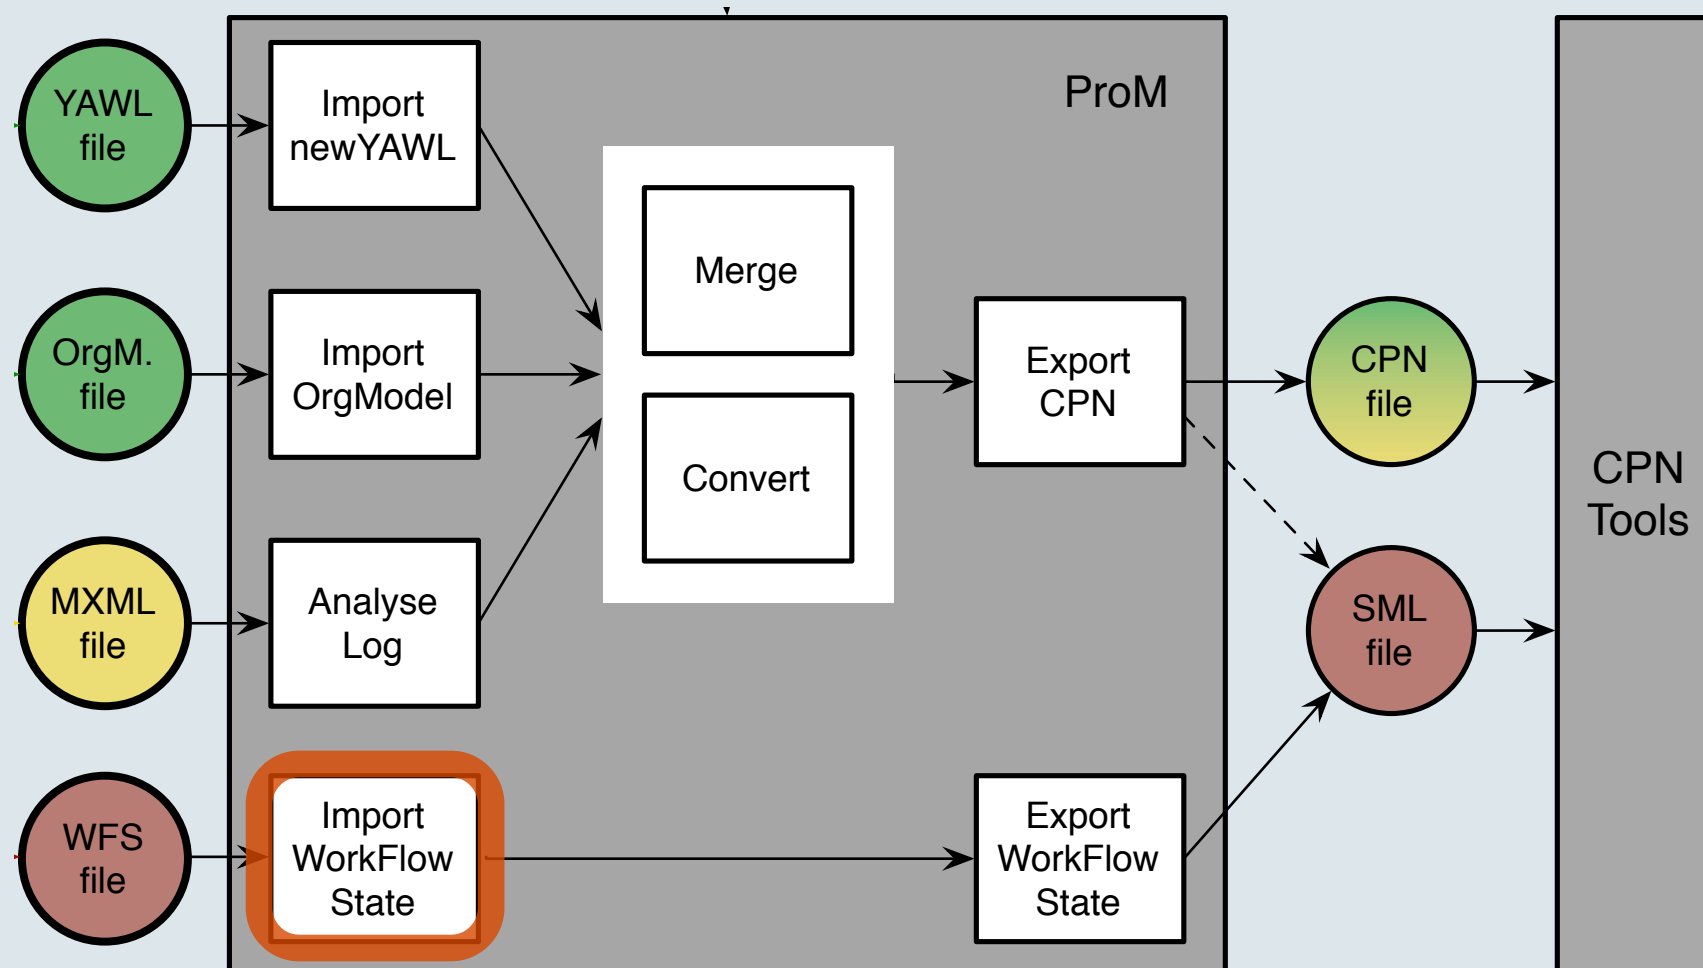 YAWL
file
Import
newYAWL
ProM
Merge
OrgM.
file
Import
OrgModel
Export
CPN
CPN
file
Convert
CPN
Tools
MXML
file
Analyse
Log
SML
file
WFS
file
Import
WorkFlow
State
Export
WorkFlow
State